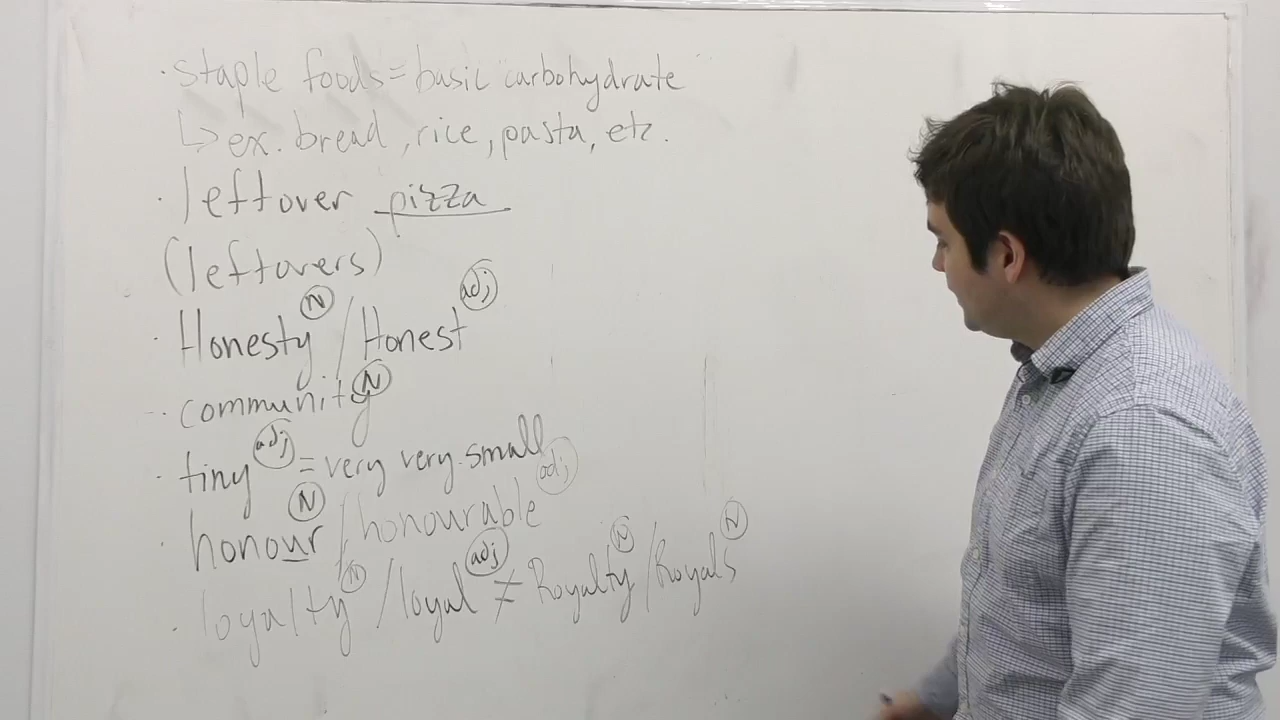 · staple foods = basic "carbohydrate"
↳ ex. bread, rice, pasta, etc.
· leftover pizza
(leftovers)
· Honesty (N) / Honest (adj)
· community (N)
· tiny (adj) = very very small
· honour (N) / honourable (adj)
· loyalty (N) / loyal (adj) ≠ Royalty (N) / Royals (N)